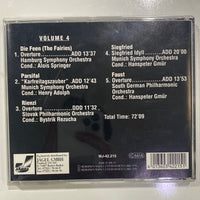 VOLUME 4
Die Feen (The Fairies)
1 Overture ADD 13'37
Munich Symphony Orchestra
Cond.: Alois Springer
Parsifal
2 "Karfreitagszauber" ADD 12'43
Munich Symphony Orchestra
Cond.: Henry Adolph
Rienzi
3 Overture DDD 11'32
Slovak Philharmonic Orchestra
Cond.: Bystrik Rezucha
Siegfried
4 Siegfried Idyll ADD 20'00
Munich Symphony Orchestra
Cond.: Hanspeter Gmür
Faust
5 Overture ADD 13'53
South German Philharmonic
Orchestra
Cond.: Hanspeter Gmür
Total Time: 72'09